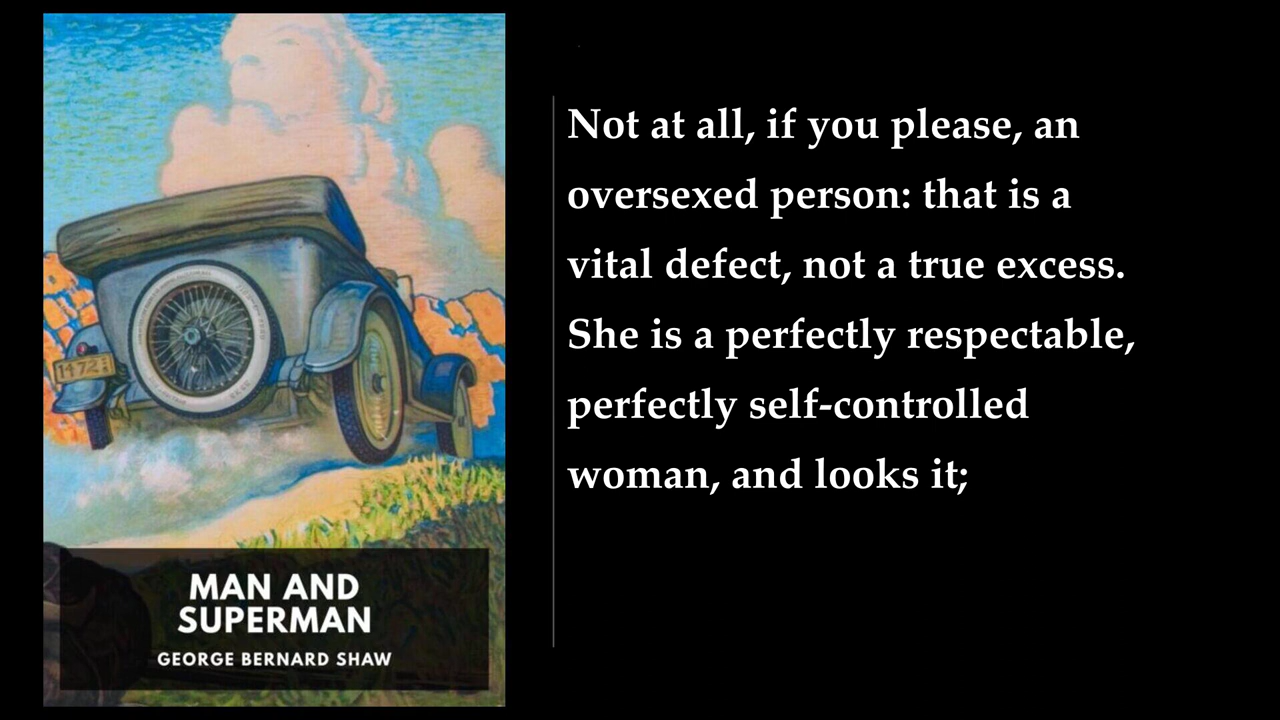 Not at all, if you please, an
oversexed person: that is a
vital defect, not a true excess.
She is a perfectly respectable,
perfectly self-controlled
woman, and looks it;
1472
MAN AND
SUPERMAN
GEORGE BERNARD SHAW